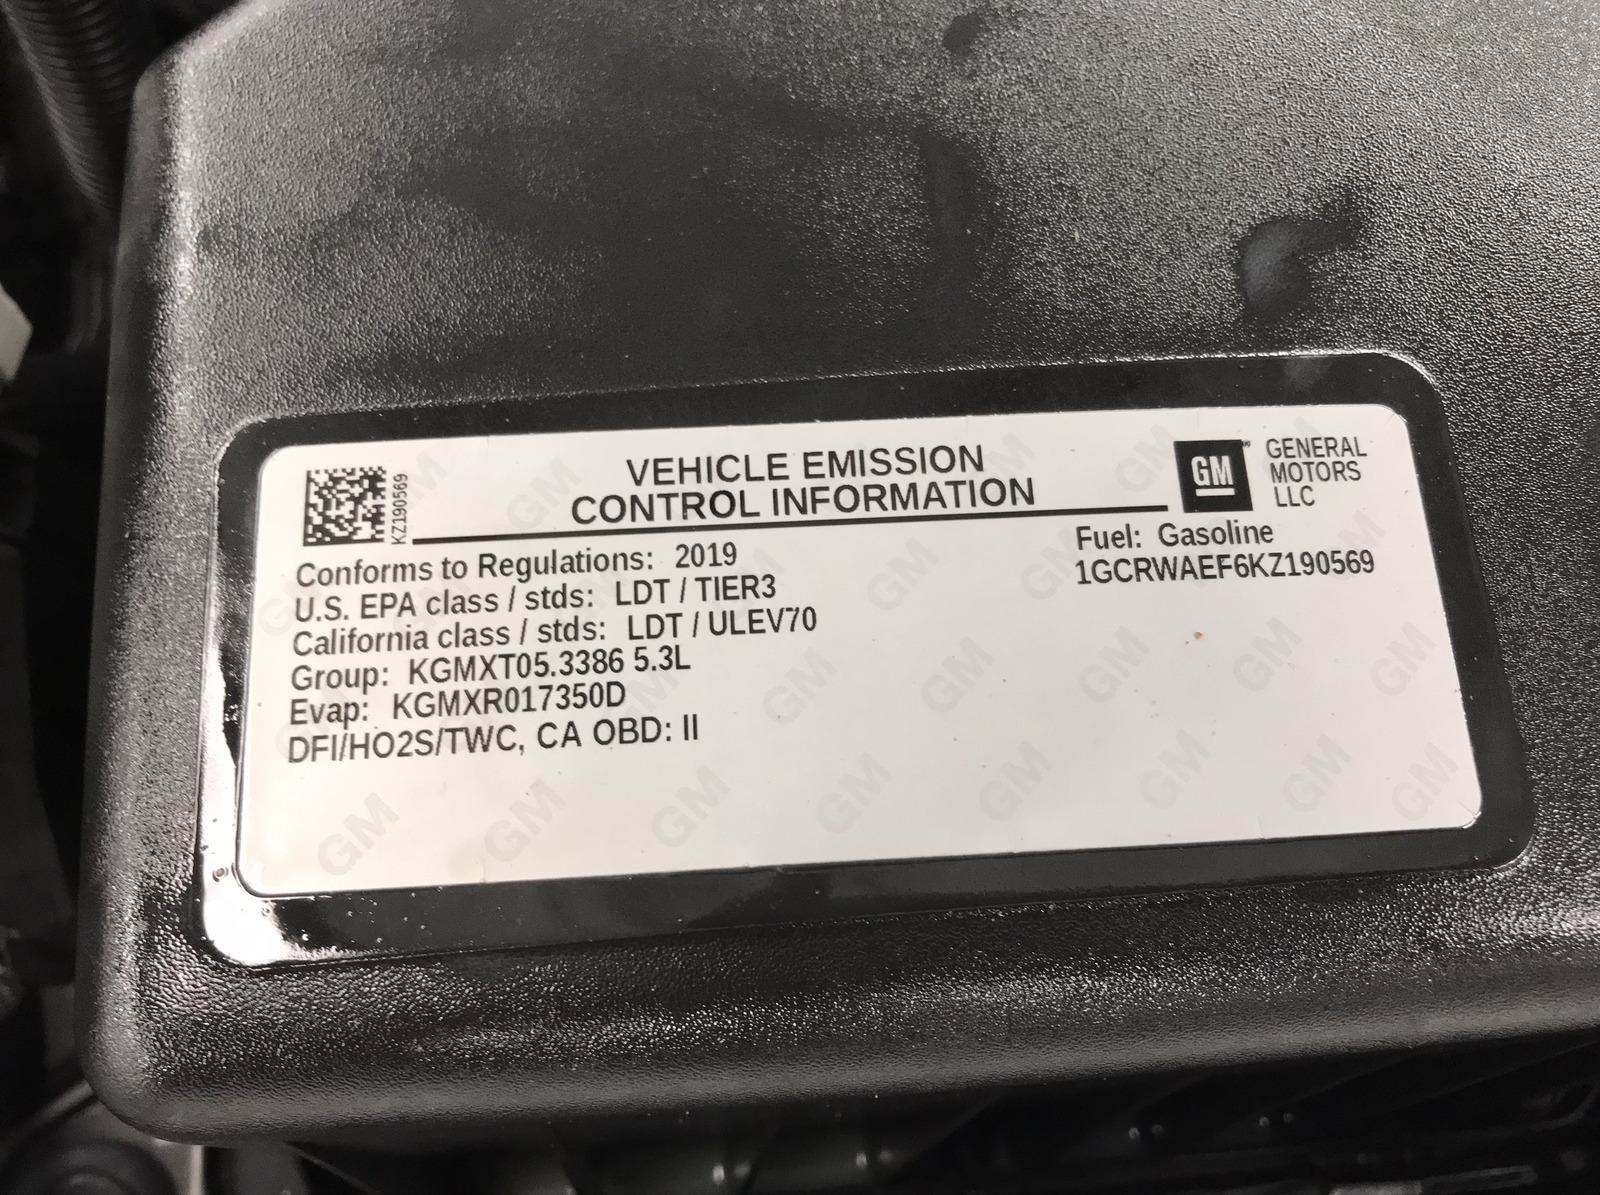 KZ190569
VEHICLE EMISSION
CONTROL INFORMATION
GM
GENERAL
MOTORS
LLC
Conforms to Regulations: 2019
U.S. EPA class / stds: LDT / TIER3
California class / stds: LDT / ULEV70
Group: KGMXT05.3386 5.3L
Evap: KGMXR017350D
DFI/HO2S/TWC, CA OBD: II
Fuel: Gasoline
1GCRWAEF6KZ190569